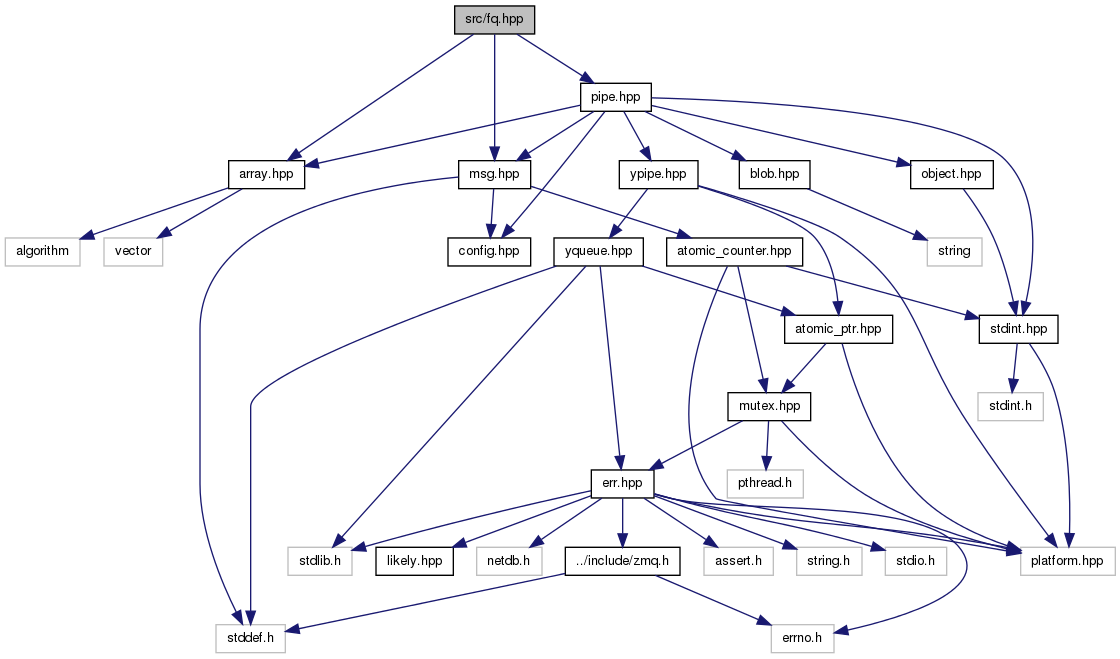 src/fq.hpp
pipe.hpp
array.hpp
msg.hpp
ypipe.hpp
blob.hpp
object.hpp
algorithm
vector
config.hpp
yqueue.hpp
atomic_counter.hpp
string
atomic_ptr.hpp
stdint.hpp
mutex.hpp
stdint.h
err.hpp
pthread.h
stdlib.h
likely.hpp
netdb.h
../include/zmq.h
assert.h
string.h
stdio.h
platform.hpp
stddef.h
errno.h